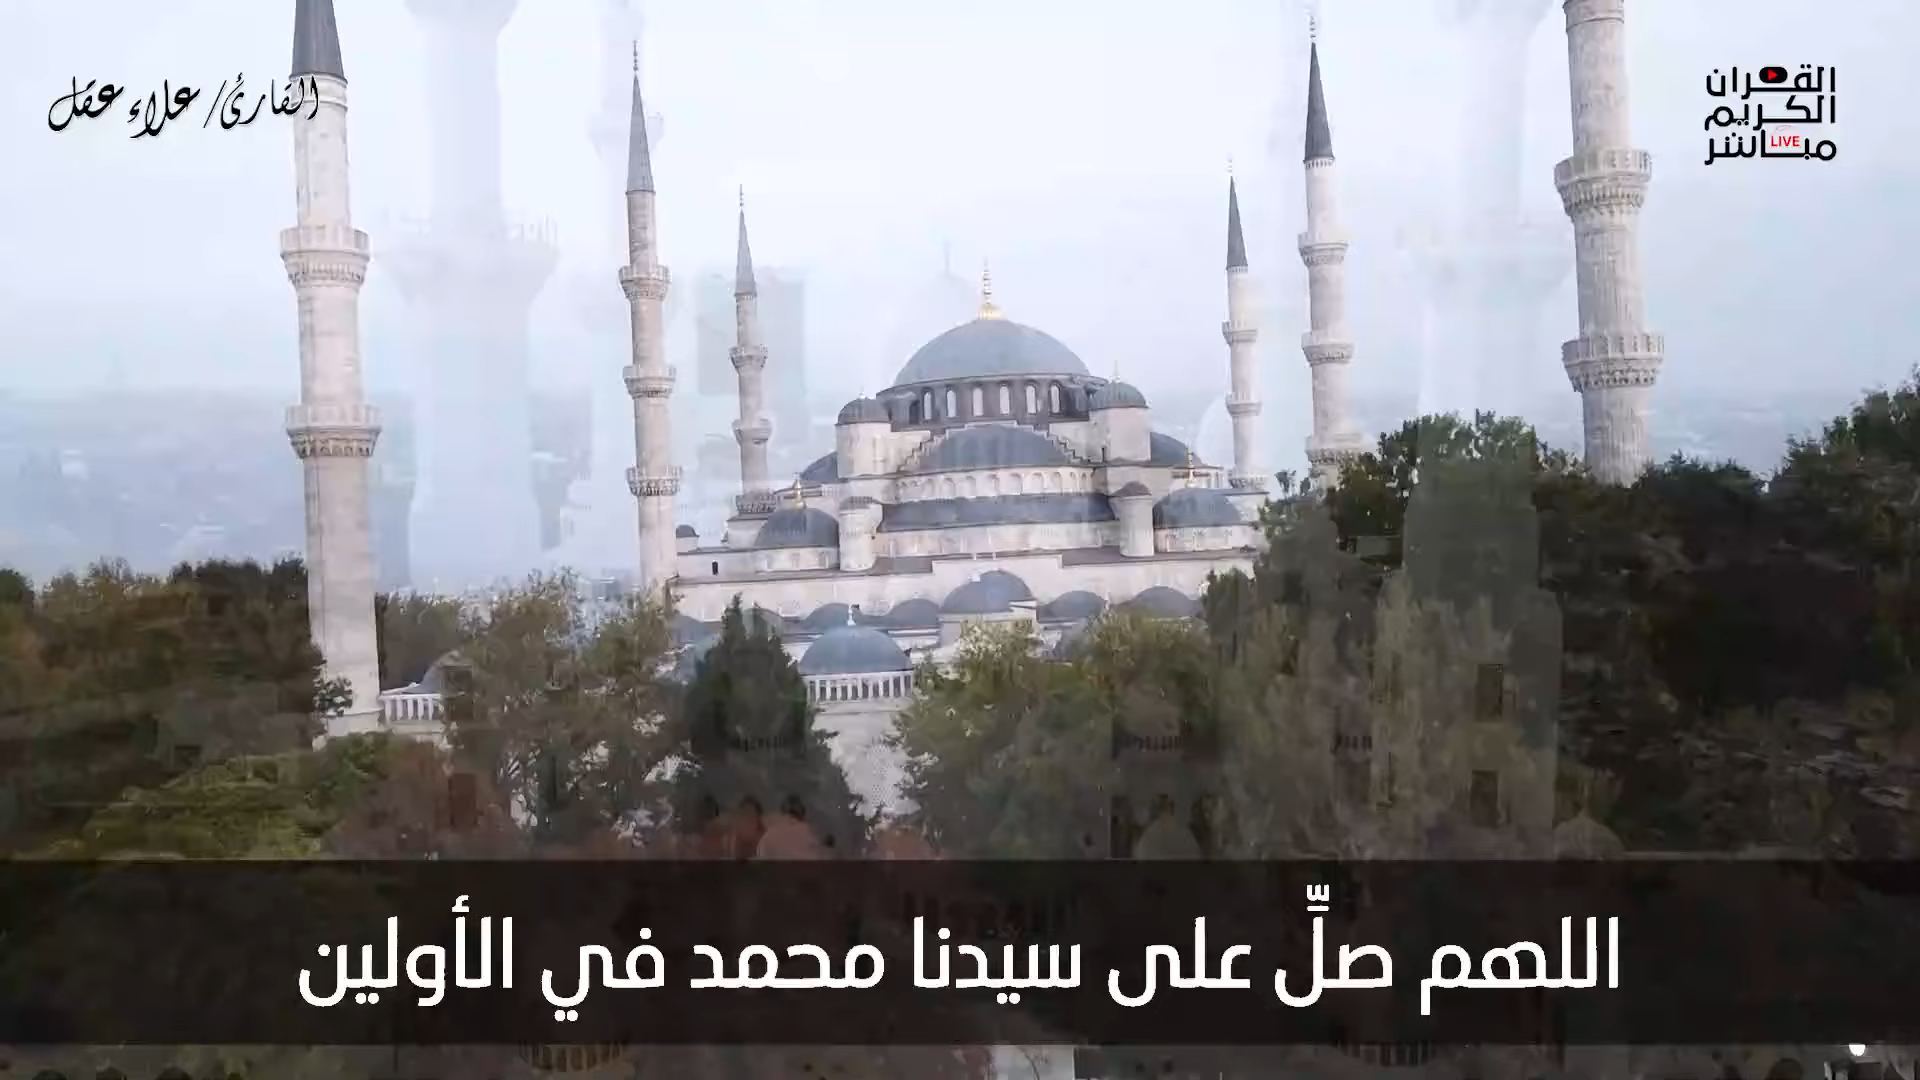 القارئ/ علاء عقل
القرآن
الكريم
مباشر
LIVE
اللهم صلِّ على سيدنا محمد في الأولين